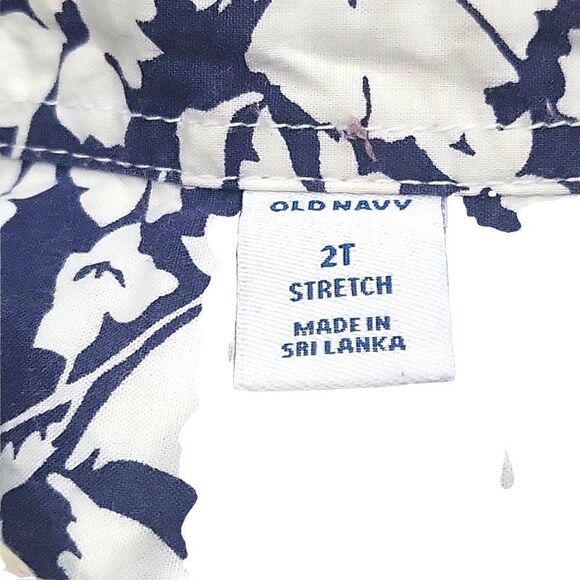 OLD NAVY
2T
STRETCH
MADE IN
SRI LANKA